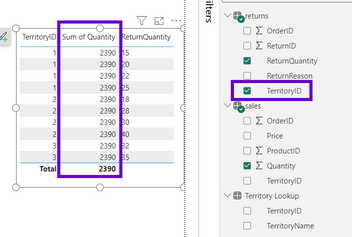 TerritoryID Sum of Quantity ReturnQuantity
1 2390 15
1 2390 20
1 2390 22
1 2390 25
2 2390 18
2 2390 28
2 2390 30
2 2390 40
3 2390 32
3 2390 35
Total 2390
returns
OrderID
ReturnID
ReturnQuantity
ReturnReason
TerritoryID
sales
OrderID
Price
ProductID
Quantity
TerritoryID
Territory Lookup
TerritoryID
TerritoryName